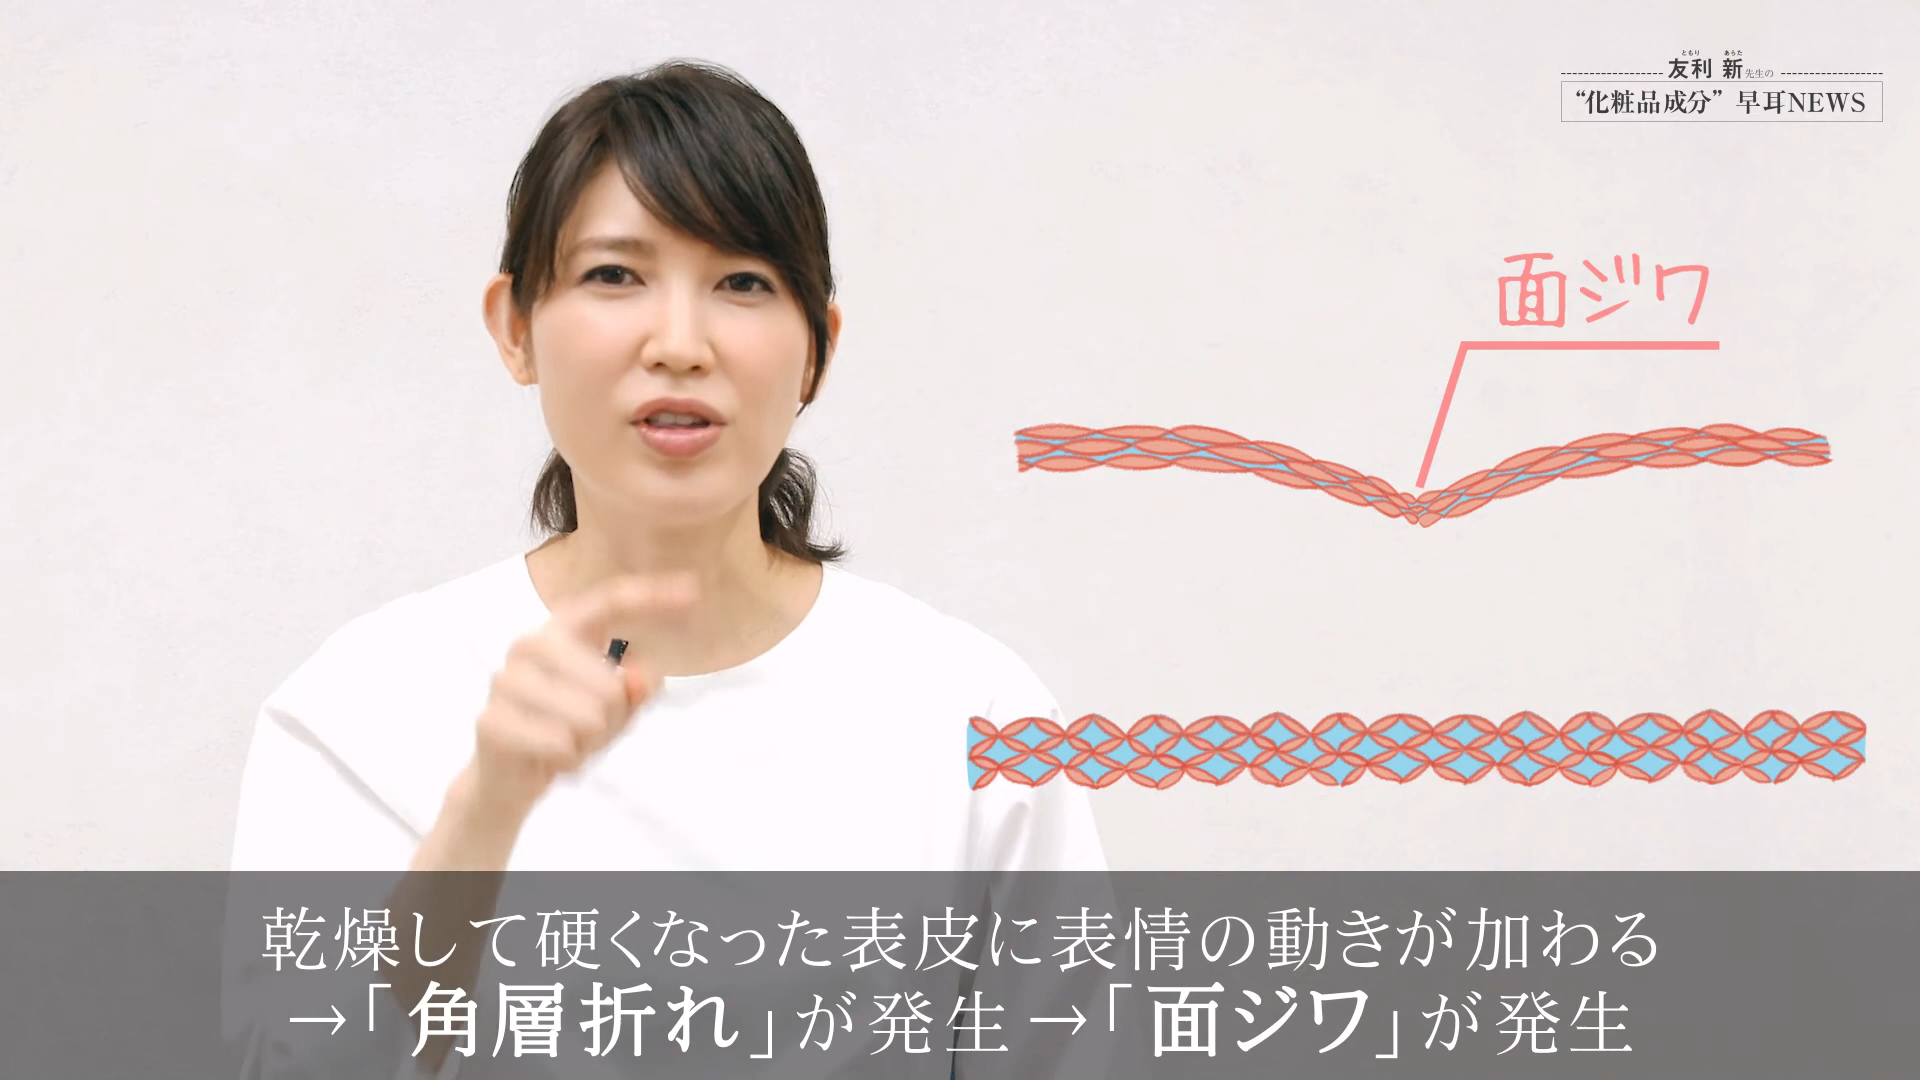 ともり あらた
友利 新先生の
“化粧品成分”早耳NEWS
面ジワ
乾燥して硬くなった表皮に表情の動きが加わる
→「角層折れ」が発生→「面ジワ」が発生